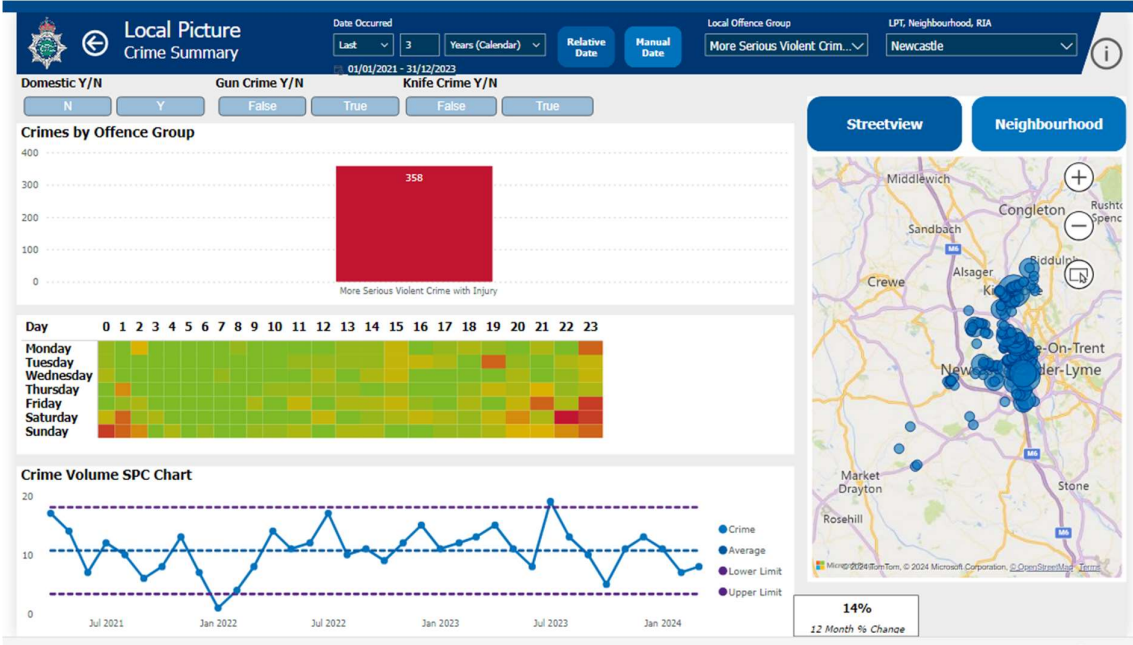 Local Picture
Crime Summary
Date Occurred
Last 3 Years (Calendar)
01/01/2021 - 31/12/2023
Relative Date
Manual Date
Local Offence Group
More Serious Violent Crim...
LPT, Neighbourhood, RIA
Newcastle
Domestic Y/N
N Y
Gun Crime Y/N
False True
Knife Crime Y/N
False True
Streetview Neighbourhood
Crimes by Offence Group
400
300
200
100
0
358
More Serious Violent Crime with Injury
Day 0 1 2 3 4 5 6 7 8 9 10 11 12 13 14 15 16 17 18 19 20 21 22 23
Monday
Tuesday
Wednesday
Thursday
Friday
Saturday
Sunday
Crime Volume SPC Chart
20
10
0
Jul 2021 Jan 2022 Jul 2022 Jan 2023 Jul 2023 Jan 2024
Crime
Average
Lower Limit
Upper Limit
Middlewich
Congleton
Sandbach
M6
Alsager
Crewe
e-On-Trent
der-Lyme
M6
Market
Drayton
Stone
Rosehill
M6
TomTom, © 2024 Microsoft Corporation, © OpenStreetMap Terms
14%
12 Month % Change